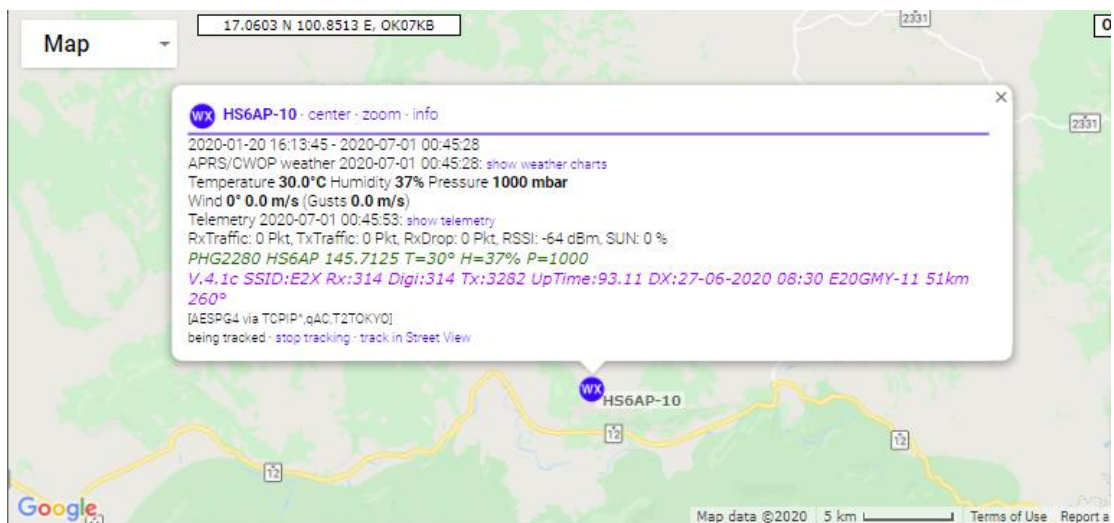 Map
17.0603 N 100.8513 E, OK07KB
2331
2331
WX HS6AP-10 · center · zoom · info
2020-01-20 16:13:45 - 2020-07-01 00:45:28
APRS/CWOP weather 2020-07-01 00:45:28: show weather charts
Temperature 30.0°C Humidity 37% Pressure 1000 mbar
Wind 0° 0.0 m/s (Gusts 0.0 m/s)
Telemetry 2020-07-01 00:45:53: show telemetry
RxTraffic: 0 Pkt, TxTraffic: 0 Pkt, RxDrop: 0 Pkt, RSSI: -64 dBm, SUN: 0 %
PHG2280 HS6AP 145.7125 T=30° H=37% P=1000
V.4.1c SSID:E2X Rx:314 Digi:314 Tx:3282 UpTime:93.11 DX:27-06-2020 08:30 E20GMY-11 51km
260°
[AESPG4 via TCPIP*,qAC,T2TOKYO]
being tracked · stop tracking · track in Street View
WX
HS6AP-10
12
12
12
Google
Map data ©2020 5 km Terms of Use Report a